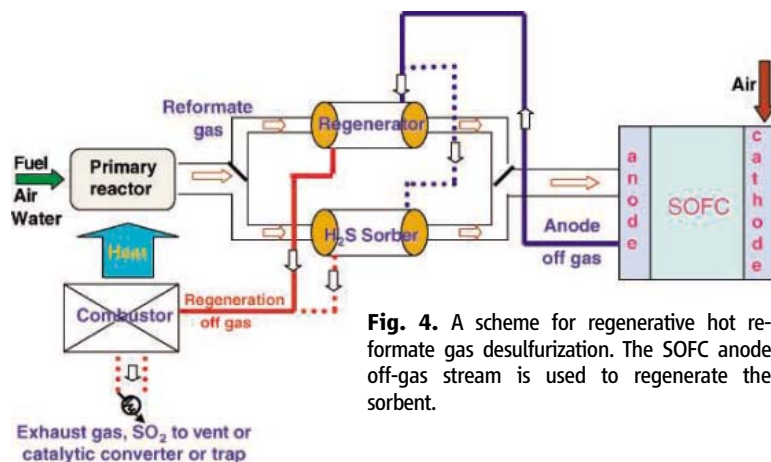 Air
Reformate
gas
Regenerator
Fuel
Air
Water
Primary
reactor
anode
SOFC
cathode
H₂S Sorber
Anode
off gas
Heat
Regeneration
off gas
Combustor
Fig. 4. A scheme for regenerative hot re-
formate gas desulfurization. The SOFC anode
off-gas stream is used to regenerate the
sorbent.
Exhaust gas, SO₂ to vent or
catalytic converter or trap